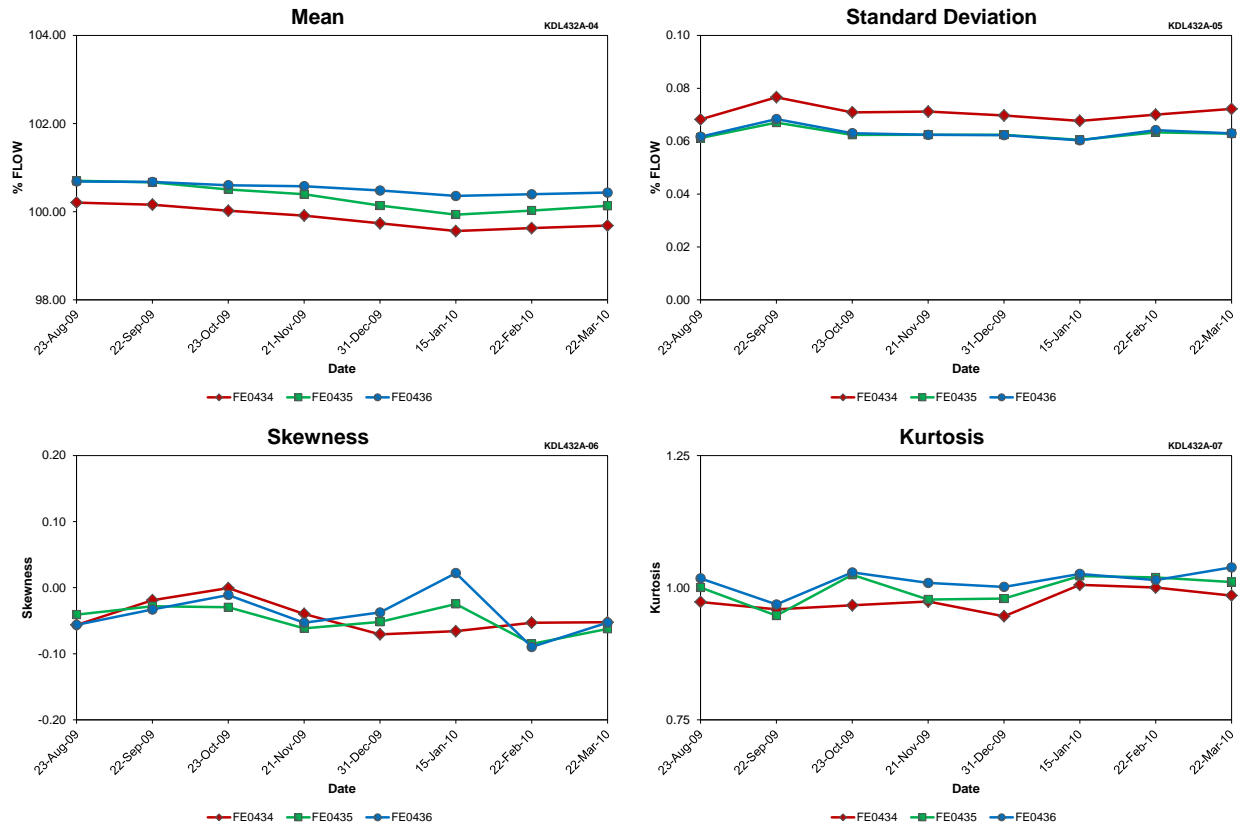 Mean
KDL432A-04
104.00
102.00
100.00
98.00
% FLOW
23-Aug-09
22-Sep-09
23-Oct-09
21-Nov-09
31-Dec-09
15-Jan-10
22-Feb-10
22-Mar-10
Date
FE0434 FE0435 FE0436
Standard Deviation
KDL432A-05
0.10
0.08
0.06
0.04
0.02
0.00
% FLOW
23-Aug-09
22-Sep-09
23-Oct-09
21-Nov-09
31-Dec-09
15-Jan-10
22-Feb-10
22-Mar-10
Date
FE0434 FE0435 FE0436
Skewness
KDL432A-06
0.20
0.10
0.00
-0.10
-0.20
Skewness
23-Aug-09
22-Sep-09
23-Oct-09
21-Nov-09
31-Dec-09
15-Jan-10
22-Feb-10
22-Mar-10
Date
FE0434 FE0435 FE0436
Kurtosis
KDL432A-07
1.25
1.00
0.75
Kurtosis
23-Aug-09
22-Sep-09
23-Oct-09
21-Nov-09
31-Dec-09
15-Jan-10
22-Feb-10
22-Mar-10
Date
FE0434 FE0435 FE0436